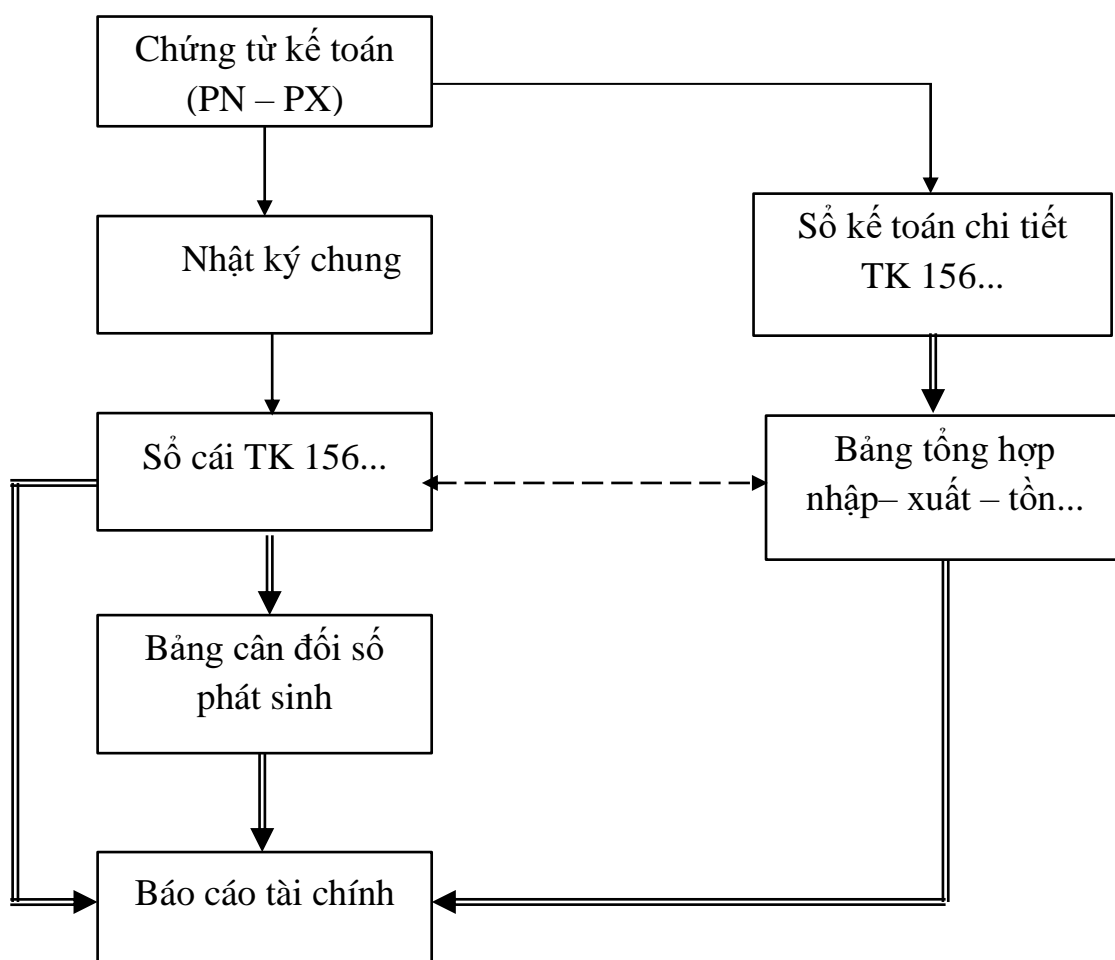 Chứng từ kế toán
(PN – PX)
Nhật ký chung
Sổ kế toán chi tiết
TK 156...
Sổ cái TK 156...
Bảng tổng hợp
nhập– xuất – tồn...
Bảng cân đối số
phát sinh
Báo cáo tài chính